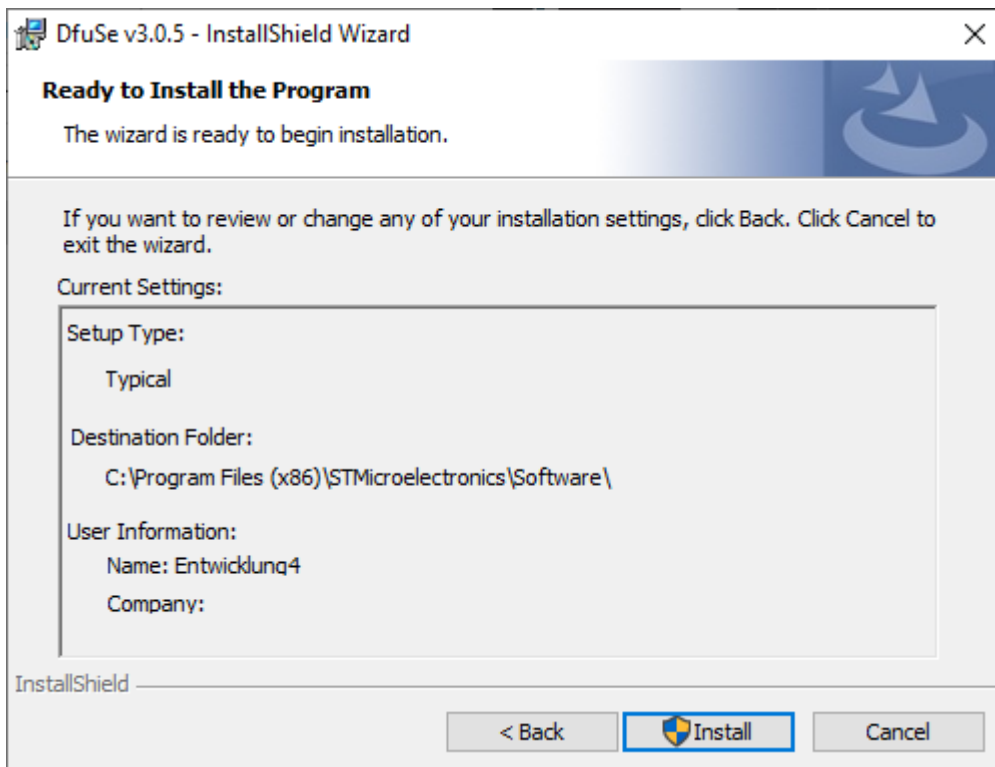 DfuSe v3.0.5 - InstallShield Wizard
Ready to Install the Program
The wizard is ready to begin installation.
If you want to review or change any of your installation settings, click Back. Click Cancel to
exit the wizard.
Current Settings:
Setup Type:
Typical
Destination Folder:
C:\Program Files (x86)\STMicroelectronics\Software\
User Information:
Name: Entwicklung4
Company:
InstallShield
< Back
Install
Cancel